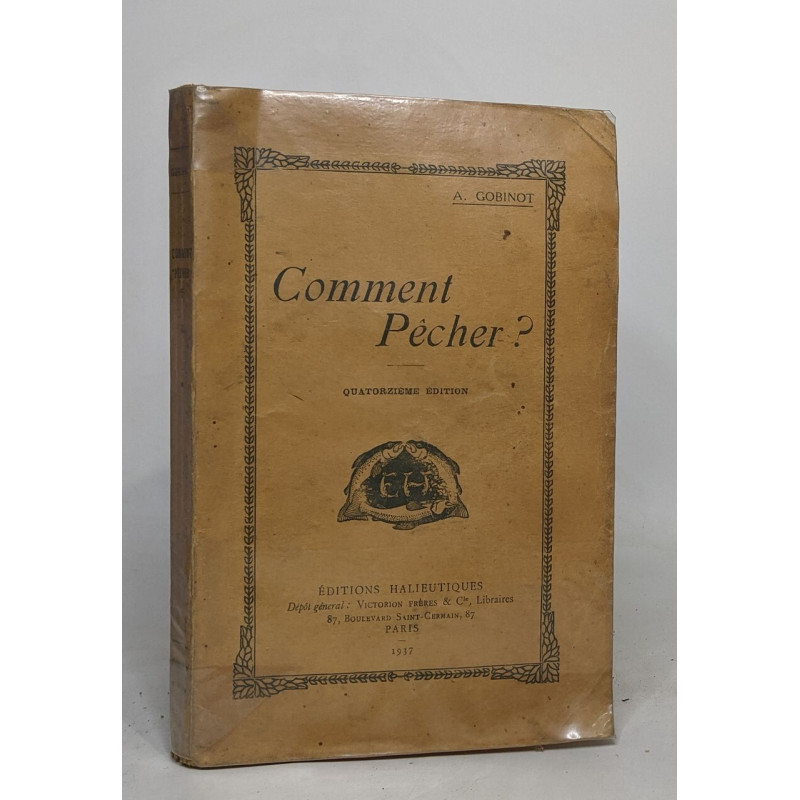 A. GOBINOT
Comment
Pêcher ?
QUATORZIÈME ÉDITION
EH
ÉDITIONS HALIEUTIQUES
Dépôt général : VICTORION FRÈRES & Cie, Libraires
87, BOULEVARD SAINT-GERMAIN, 87
PARIS
1937